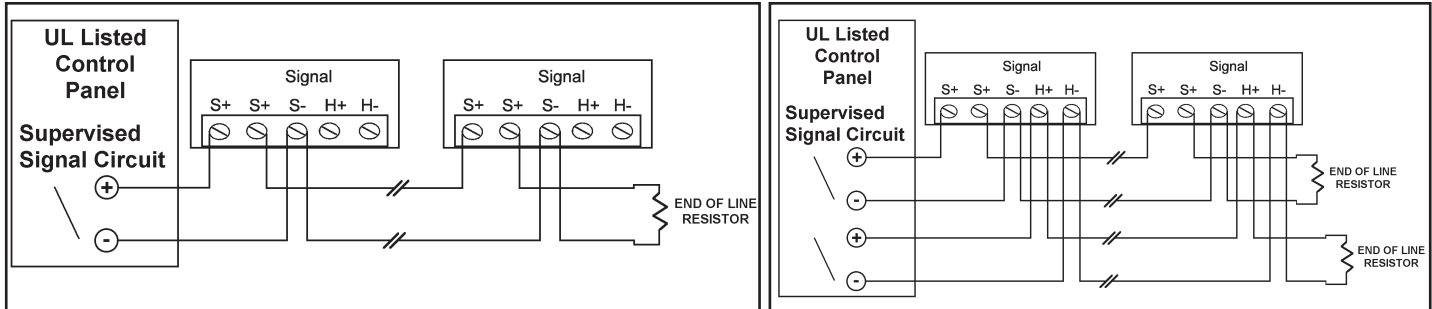 UL Listed
Control
Panel
Supervised
Signal Circuit
+
-
Signal
S+ S+ S- H+ H-
Signal
S+ S+ S- H+ H-
END OF LINE
RESISTOR
UL Listed
Control
Panel
Supervised
Signal Circuit
+
-
+
-
Signal
S+ S+ S- H+ H-
Signal
S+ S+ S- H+ H-
END OF LINE
RESISTOR
END OF LINE
RESISTOR